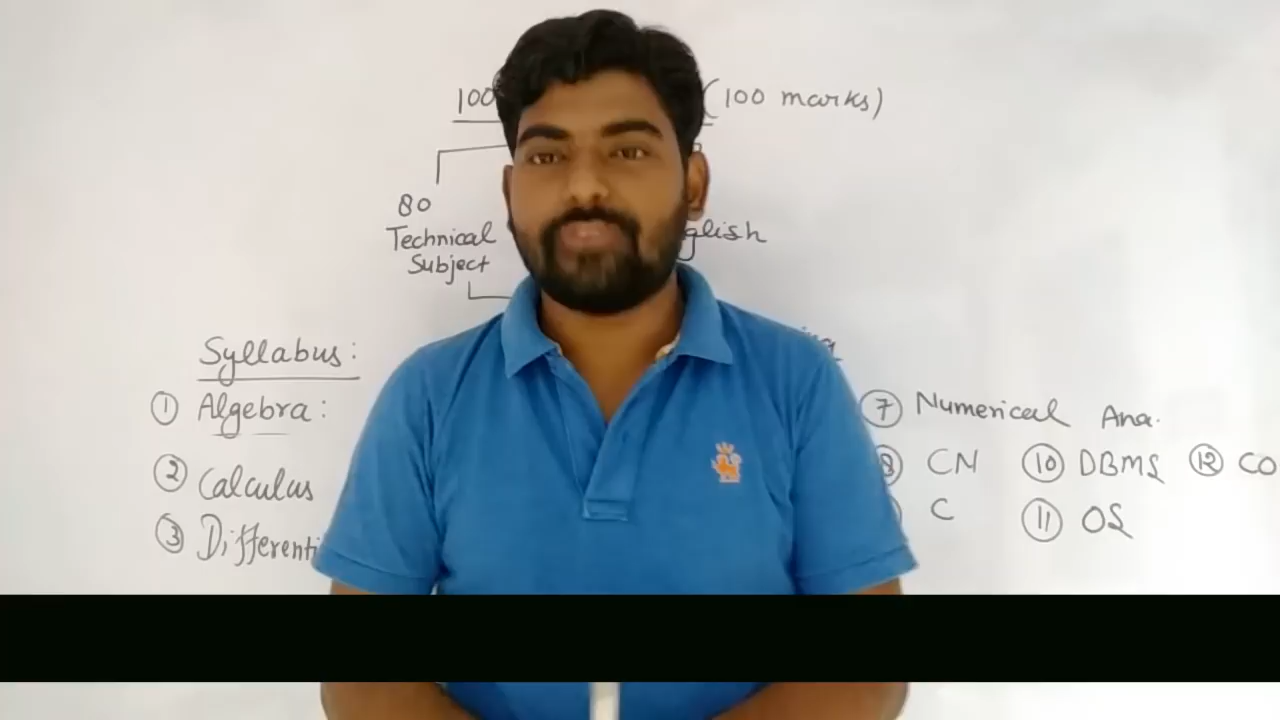 100 (100 marks)
80
Technical
Subject
glish
Syllabus:
① Algebra:
② Calculus
③ Differenti
⑦ Numerical Ana.
CN
⑩ DBMS
⑫ CO
C
⑪ OS